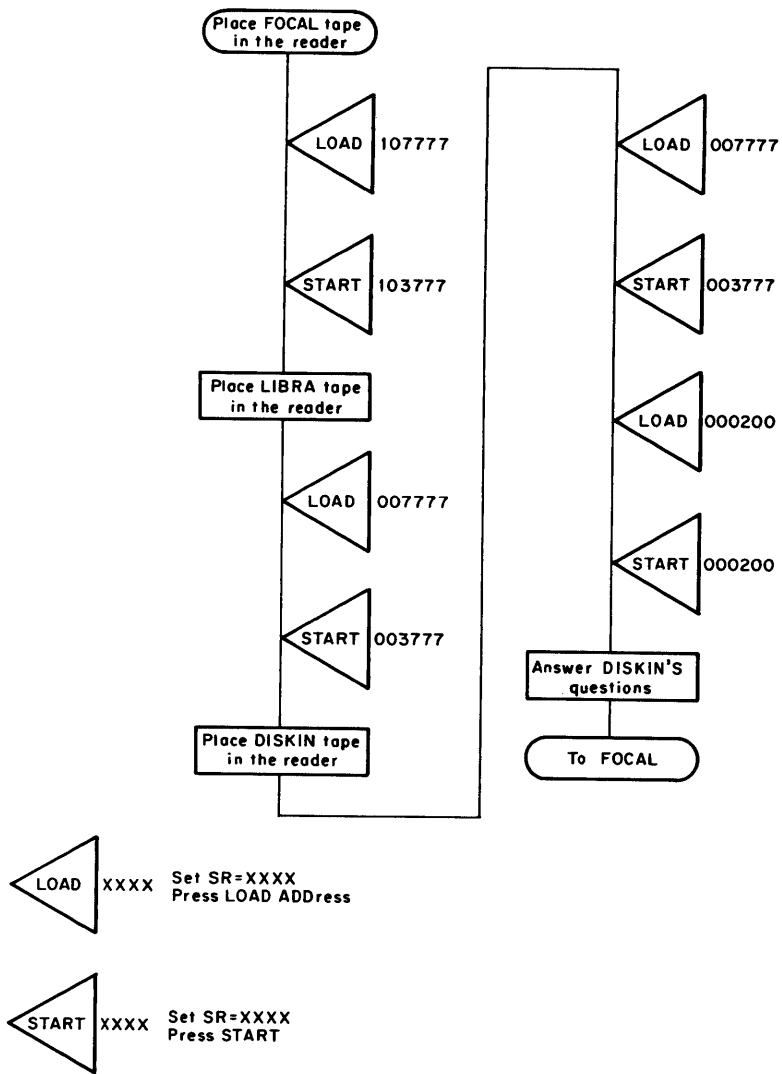 Place FOCAL tape
in the reader
LOAD 107777
START 103777
Place LIBRA tape
in the reader
LOAD 007777
START 003777
Place DISKIN tape
in the reader
LOAD 007777
START 003777
LOAD 000200
START 000200
Answer DISKIN'S
questions
To FOCAL
LOAD XXXX Set SR=XXXX
Press LOAD ADDress
START XXXX Set SR=XXXX
Press START